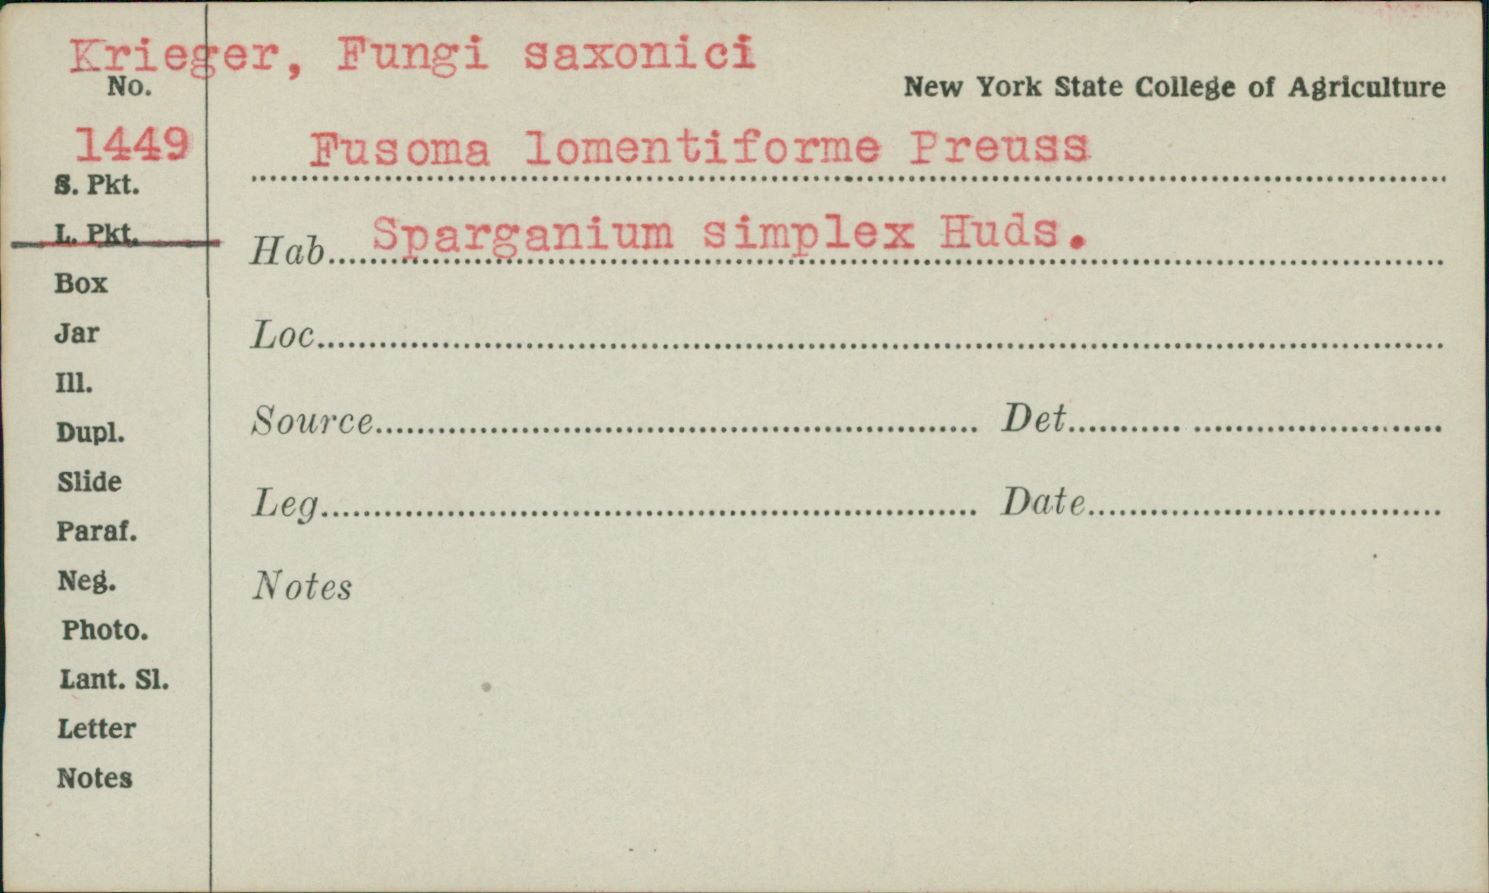 Krieger, Fungi saxonici
No.
New York State College of Agriculture
1449
Fusoma lomentiforme Preuss
S. Pkt.
L. Pkt.
Hab. Sparganium simplex Huds.
Box
Jar
Loc.
Ill.
Dupl.
Source Det.
Slide
Leg. Date
Paraf.
Neg.
Notes
Photo.
Lant. Sl.
Letter
Notes